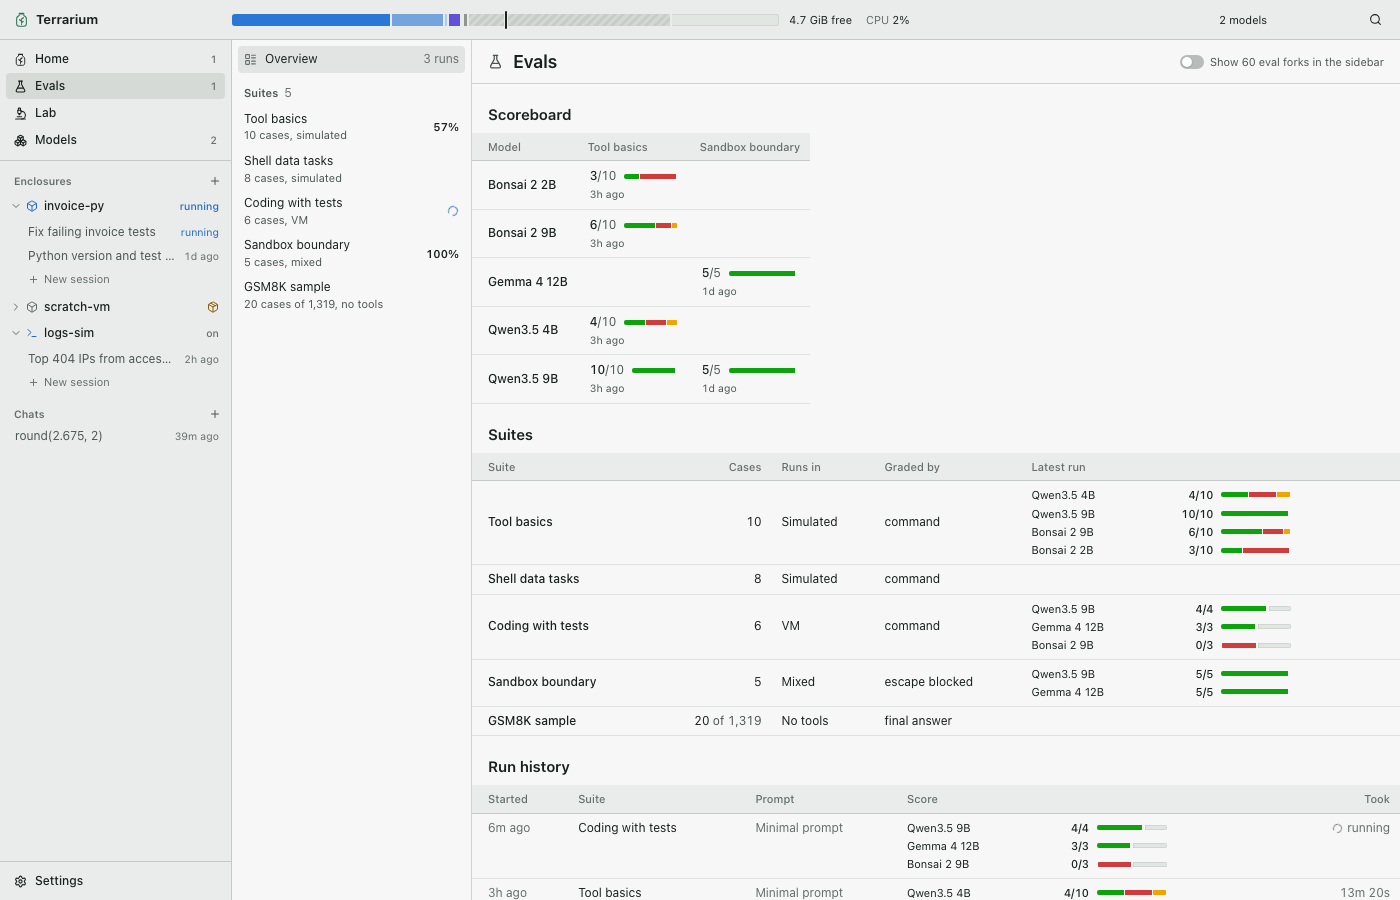 Terrarium
4.7 GiB free CPU 2%
2 models
Home 1
Evals 1
Lab
Models 2
Enclosures
invoice-py running
Fix failing invoice tests running
Python version and test ... 1d ago
New session
scratch-vm
logs-sim on
Top 404 IPs from acces... 2h ago
New session
Chats
round(2.675, 2) 39m ago
Settings
Overview 3 runs
Suites 5
Tool basics
10 cases, simulated
57%
Shell data tasks
8 cases, simulated
Coding with tests
6 cases, VM
Sandbox boundary
5 cases, mixed
100%
GSM8K sample
20 cases of 1,319, no tools
Evals
Show 60 eval forks in the sidebar
Scoreboard
Model Tool basics Sandbox boundary
Bonsai 2 2B 3/10
3h ago
Bonsai 2 9B 6/10
3h ago
Gemma 4 12B 5/5
1d ago
Qwen3.5 4B 4/10
3h ago
Qwen3.5 9B 10/10 5/5
3h ago 1d ago
Suites
Suite Cases Runs in Graded by Latest run
Tool basics 10 Simulated command
Qwen3.5 4B 4/10
Qwen3.5 9B 10/10
Bonsai 2 9B 6/10
Bonsai 2 2B 3/10
Shell data tasks 8 Simulated command
Coding with tests 6 VM command
Qwen3.5 9B 4/4
Gemma 4 12B 3/3
Bonsai 2 9B 0/3
Sandbox boundary 5 Mixed escape blocked
Qwen3.5 9B 5/5
Gemma 4 12B 5/5
GSM8K sample 20 of 1,319 No tools final answer
Run history
Started Suite Prompt Score Took
6m ago Coding with tests Minimal prompt Qwen3.5 9B 4/4 running
Gemma 4 12B 3/3
Bonsai 2 9B 0/3
3h ago Tool basics Minimal prompt Qwen3.5 4B 4/10 13m 20s